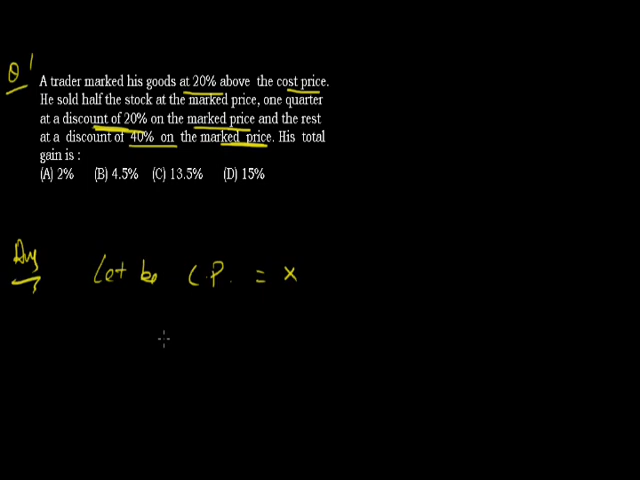 Q1
A trader marked his goods at 20% above the cost price.
He sold half the stock at the marked price, one quarter
at a discount of 20% on the marked price and the rest
at a discount of 40% on the marked price. His total
gain is :
(A) 2% (B) 4.5% (C) 13.5% (D) 15%
Ans Let be C.P. = x